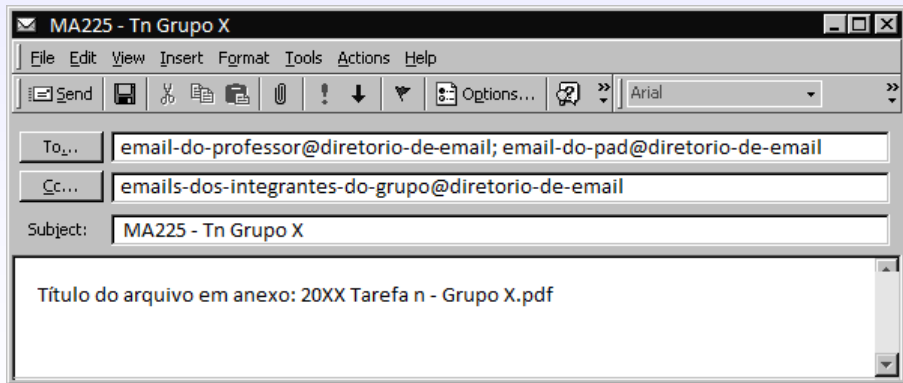 MA225 - Tn Grupo X
File Edit View Insert Format Tools Actions Help
Send Options... Arial
To... email-do-professor@diretorio-de-email; email-do-pad@diretorio-de-email
Cc... emails-dos-integrantes-do-grupo@diretorio-de-email
Subject: MA225 - Tn Grupo X
Título do arquivo em anexo: 20XX Tarefa n - Grupo X.pdf